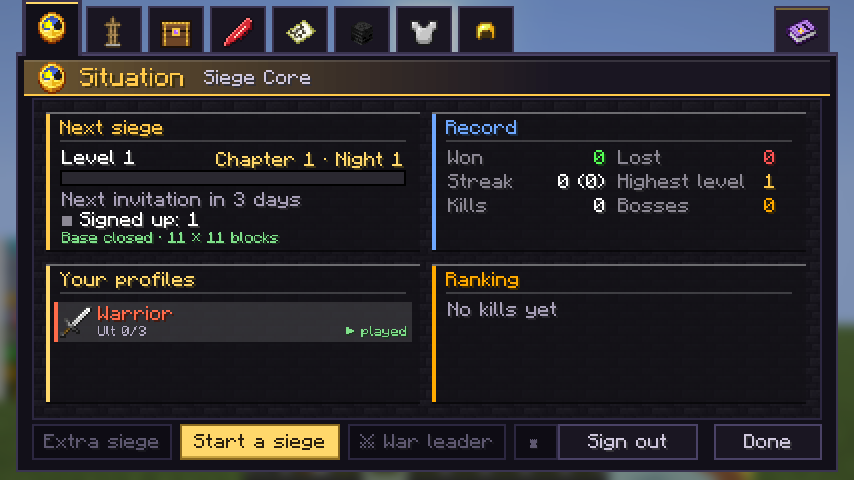 Situation Siege Core
Next siege
Level 1 Chapter 1 · Night 1
Next invitation in 3 days
Signed up: 1
Base closed · 11 × 11 blocks
Record
Won 0 Lost 0
Streak 0 (0) Highest level 1
Kills 0 Bosses 0
Your profiles
Warrior
Ult 0/3 ▶ played
Ranking
No kills yet
Extra siege Start a siege War leader Sign out Done